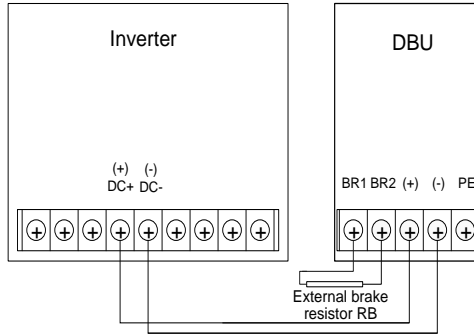 Inverter
DBU
(+) (-)
DC+ DC-
BR1 BR2 (+) (-) PE
External brake
resistor RB